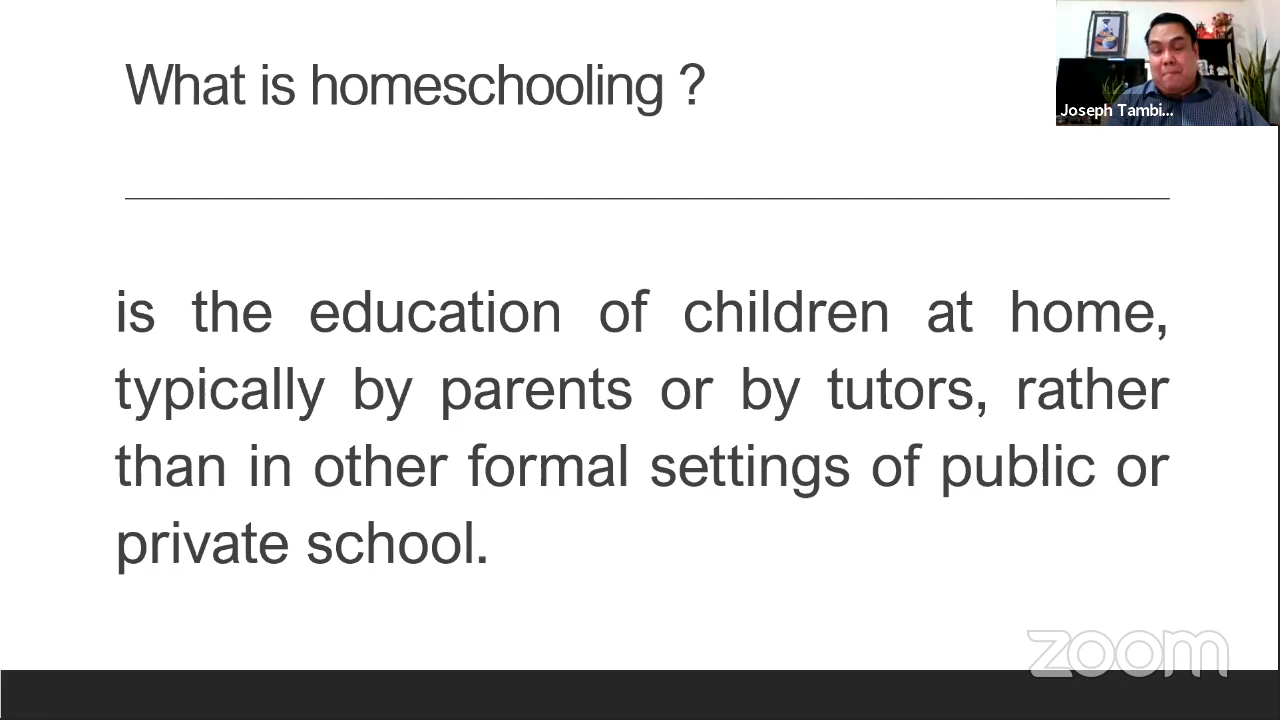 What is homeschooling ?
Joseph Tambi...
is the education of children at home,
typically by parents or by tutors, rather
than in other formal settings of public or
private school.
zoom